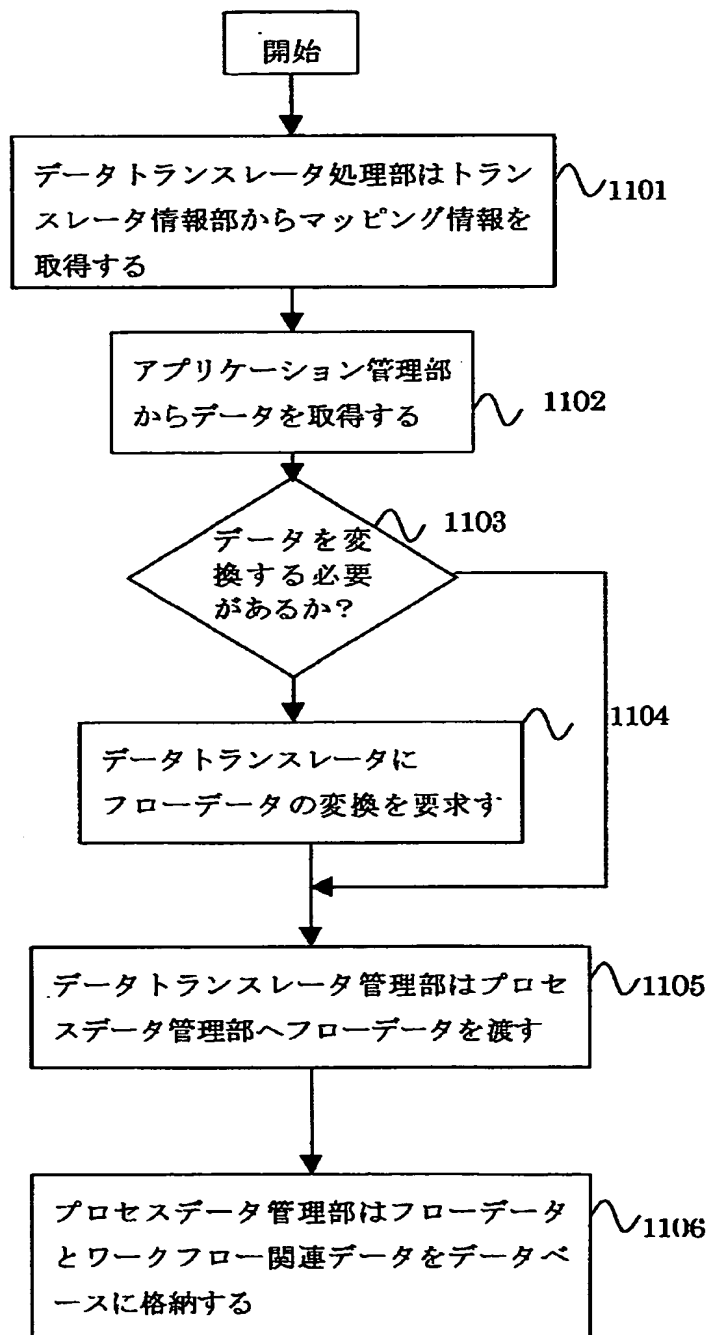 開始
データトランスレータ処理部はトラン
スレータ情報部からマッピング情報を
取得する
1101
アプリケーション管理部
からデータを取得する
1102
1103
データを変
換する必要
があるか?
1104
データトランスレータに
フローデータの変換を要求す
データトランスレータ管理部はプロセ
スデータ管理部へフローデータを渡す
1105
プロセスデータ管理部はフローデータ
とワークフロー関連データをデータベ
ースに格納する
1106